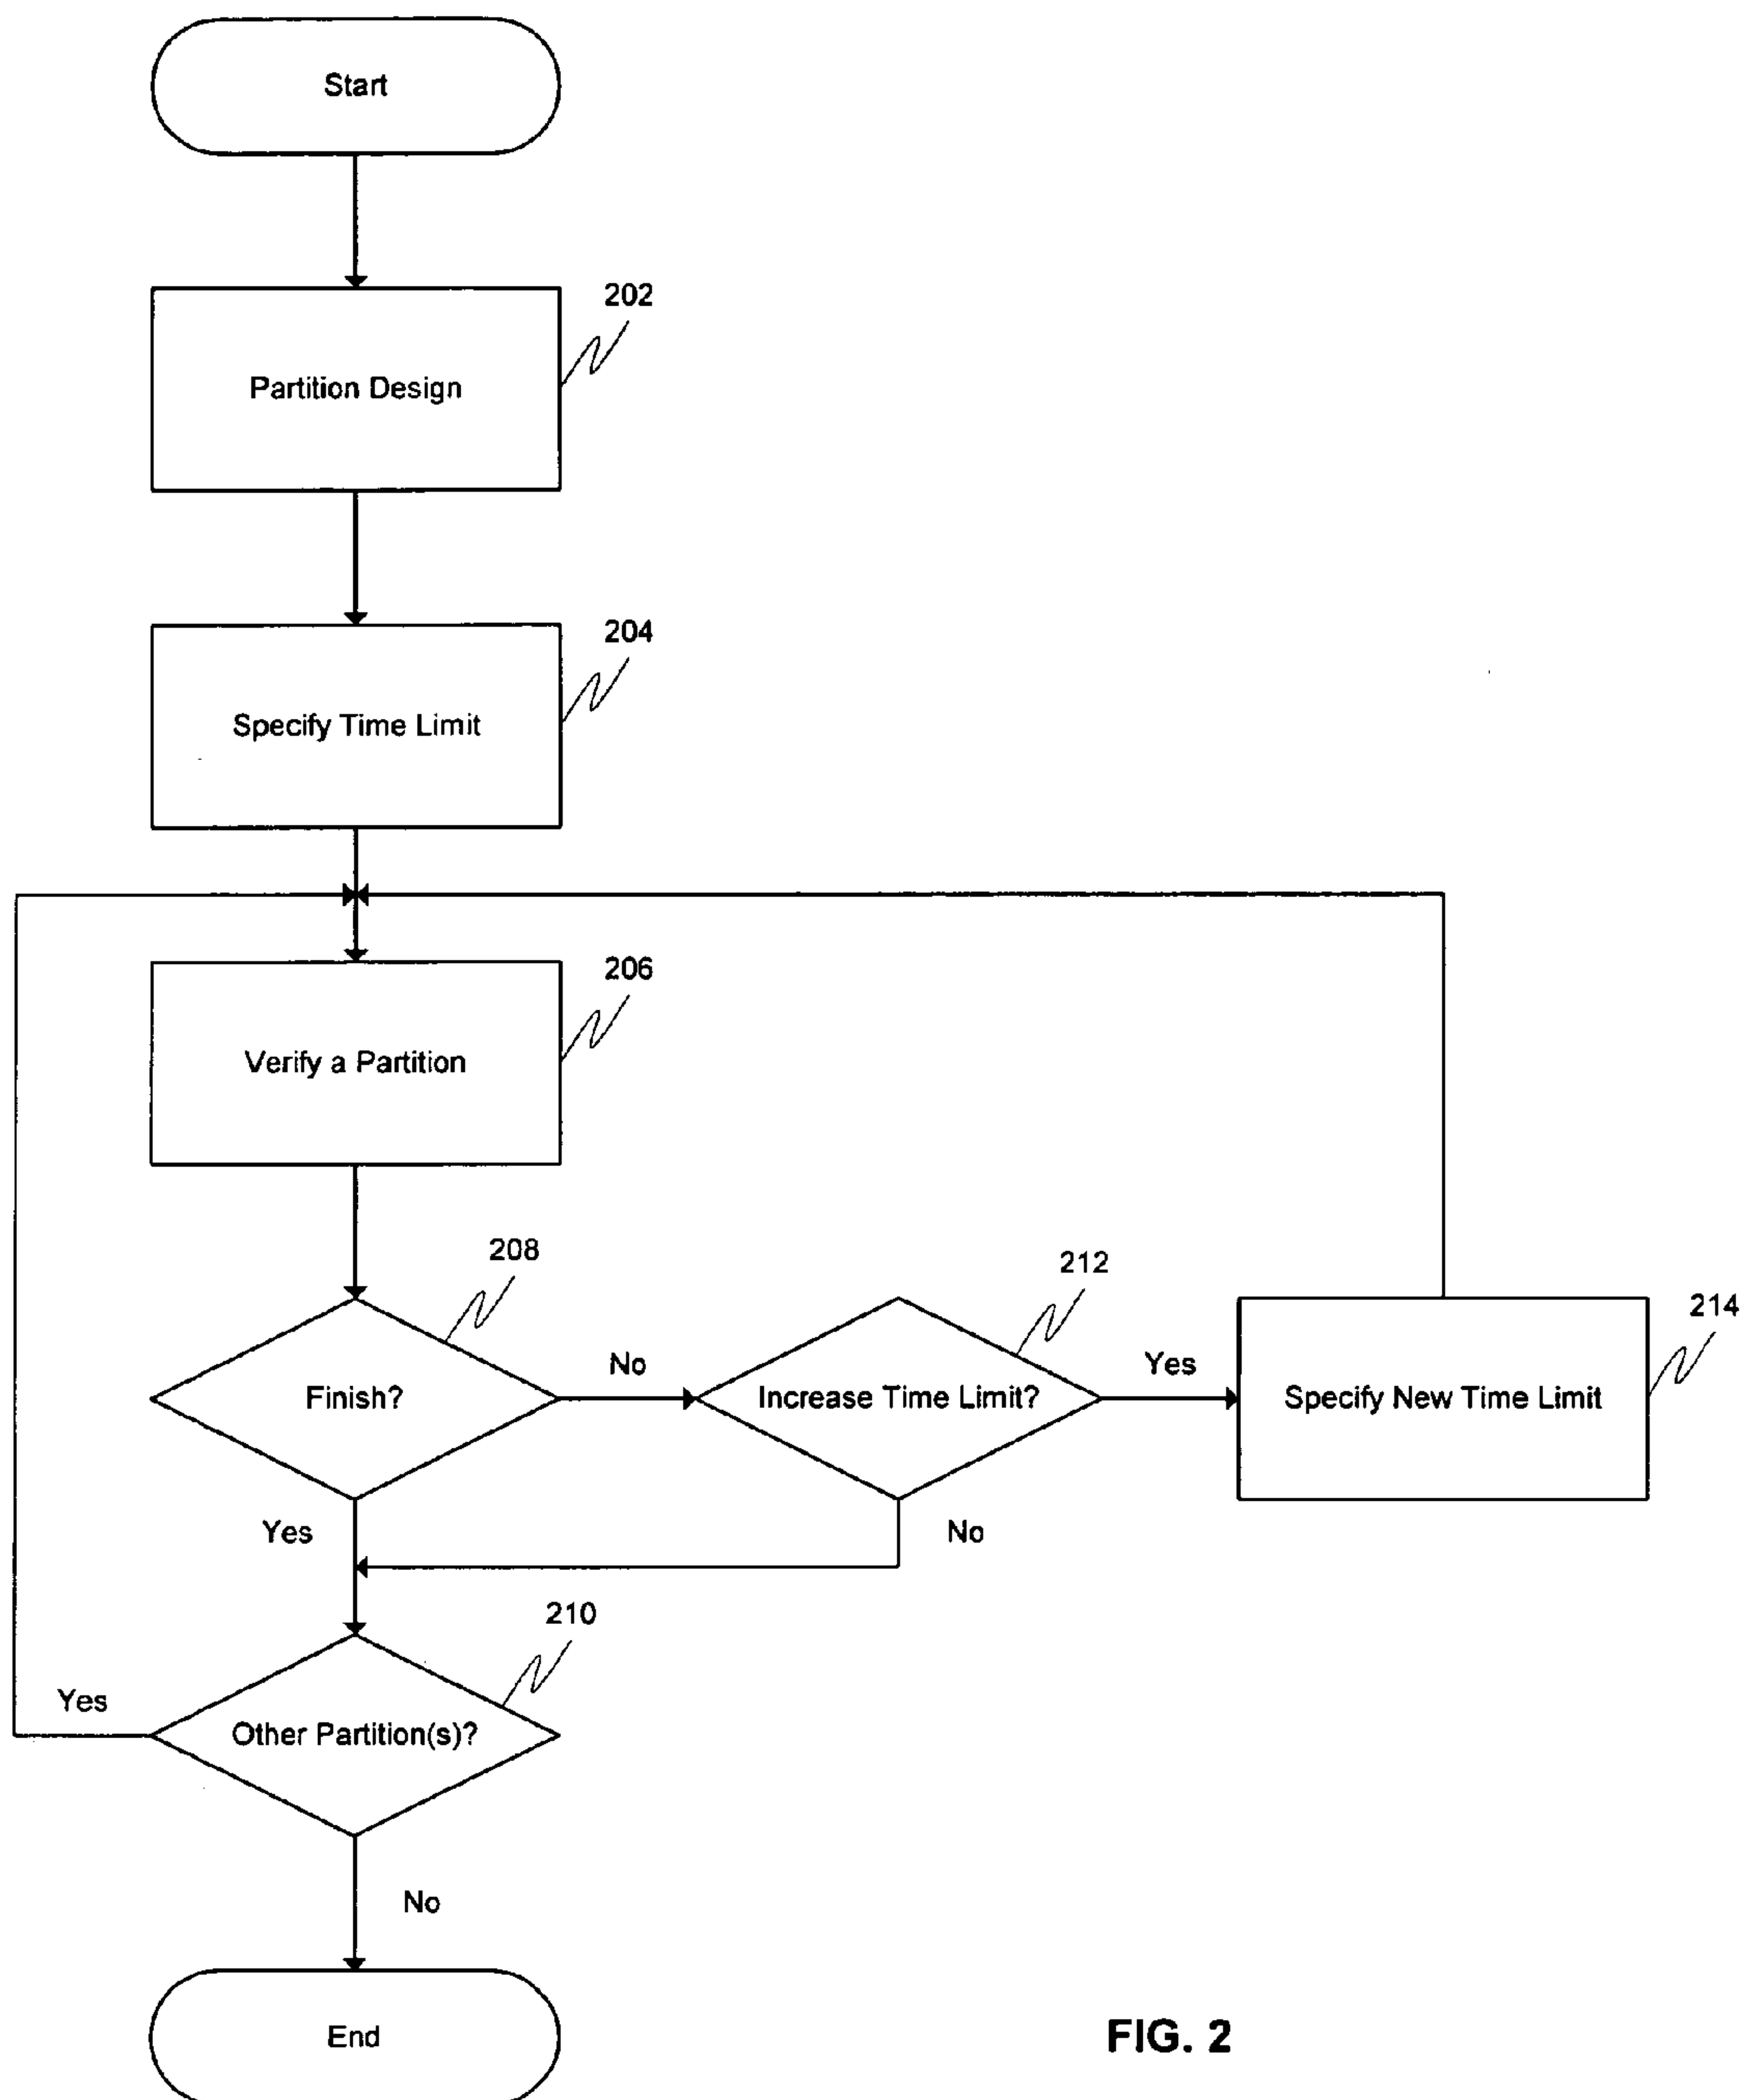 Start
202
Partition Design
204
Specify Time Limit
206
Verify a Partition
208
212
214
Finish?
No
Increase Time Limit?
Yes
Specify New Time Limit
Yes
No
210
Yes
Other Partition(s)?
No
End
FIG. 2